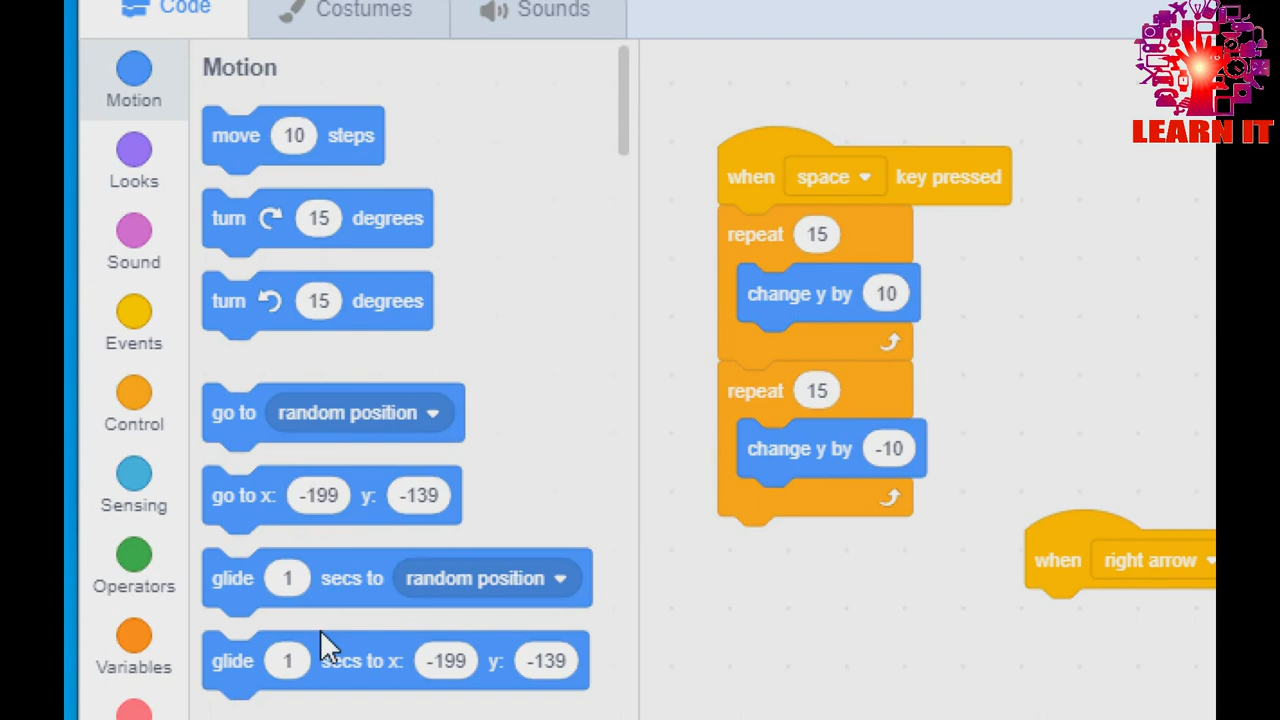 Code
Costumes
Sounds
LEARN IT
Motion
Looks
Sound
Events
Control
Sensing
Operators
Variables
Motion
move 10 steps
turn 15 degrees
turn 15 degrees
go to random position
go to x: -199 y: -139
glide 1 secs to random position
glide 1 secs to x: -199 y: -139
when space key pressed
repeat 15
change y by 10
repeat 15
change y by -10
when right arrow